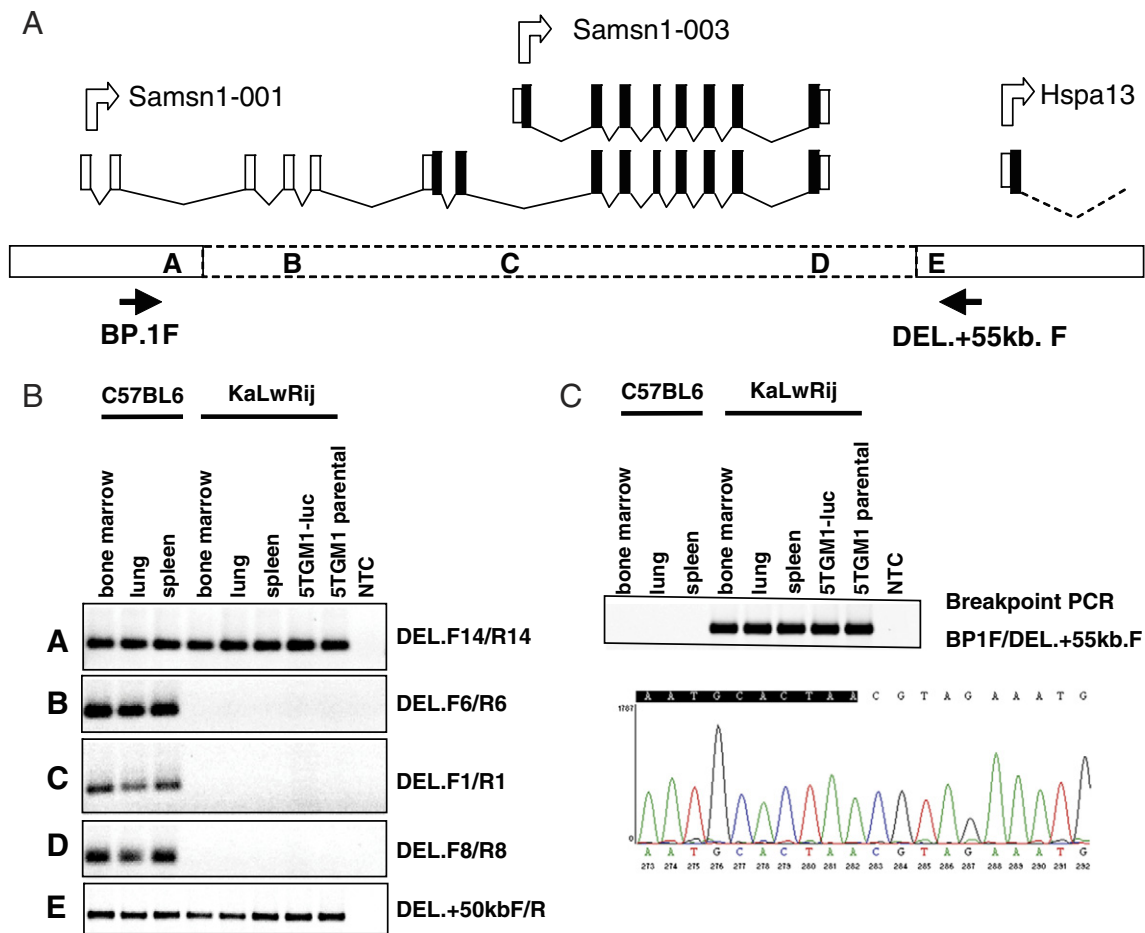 A
Samsn1-003
Samsn1-001
Hspa13
A B C D E
BP.1F
DEL.+55kb. F
B
C57BL6 KaLwRij
bone marrow
lung
spleen
bone marrow
lung
spleen
5TGM1-luc
5TGM1 parental
NTC
A DEL.F14/R14
B DEL.F6/R6
C DEL.F1/R1
D DEL.F8/R8
E DEL.+50kbF/R
C
C57BL6 KaLwRij
bone marrow
lung
spleen
bone marrow
lung
spleen
5TGM1-luc
5TGM1 parental
NTC
Breakpoint PCR
BP1F/DEL.+55kb.F
A A T G C A C T A A C G T A G A A A T G
1787
0
A A T G C A C T A A C G T A G A A A T G
273 274 275 276 277 278 279 280 281 282 283 284 285 286 287 288 289 290 291 292